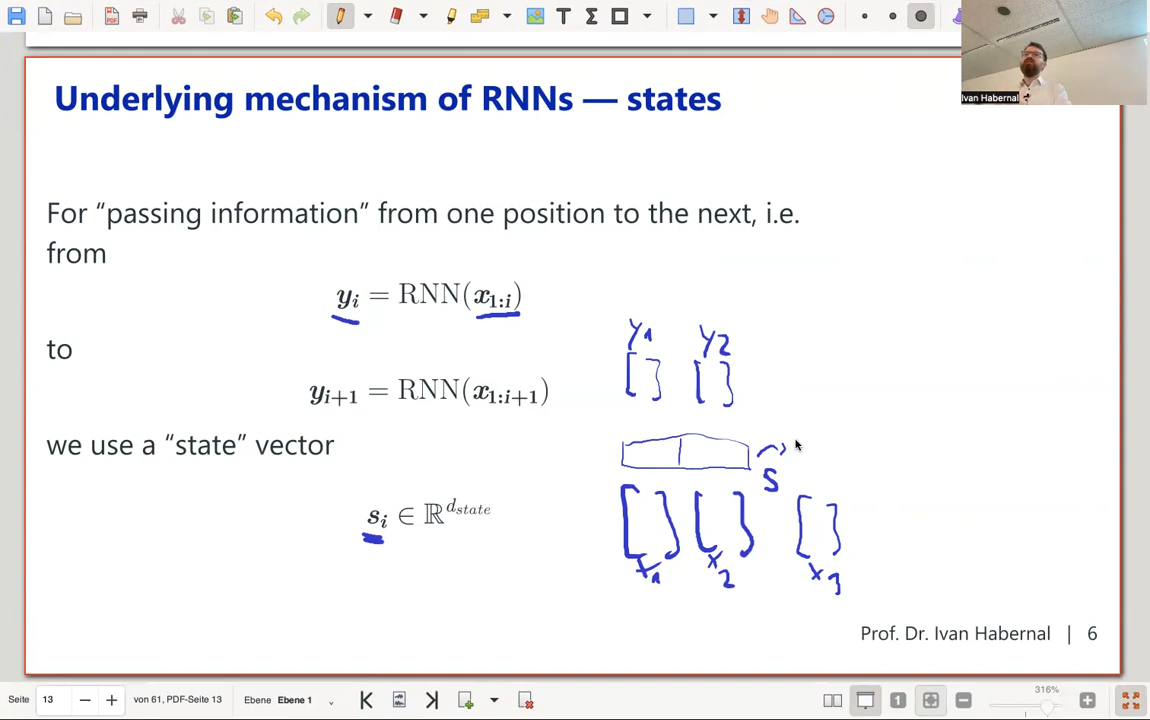 Ivan Habernal
Underlying mechanism of RNNs — states
For “passing information” from one position to the next, i.e.
from
yᵢ = RNN(x₁:ᵢ)
to
yᵢ₊₁ = RNN(x₁:ᵢ₊₁)
we use a “state” vector
sᵢ ∈ ℝ^d_state
y1 y2
[ ] [ ]
s
[ ] [ ] [ ]
x1 x2 x3
Prof. Dr. Ivan Habernal | 6
Seite 13 von 61, PDF-Seite 13 Ebene Ebene 1 316%